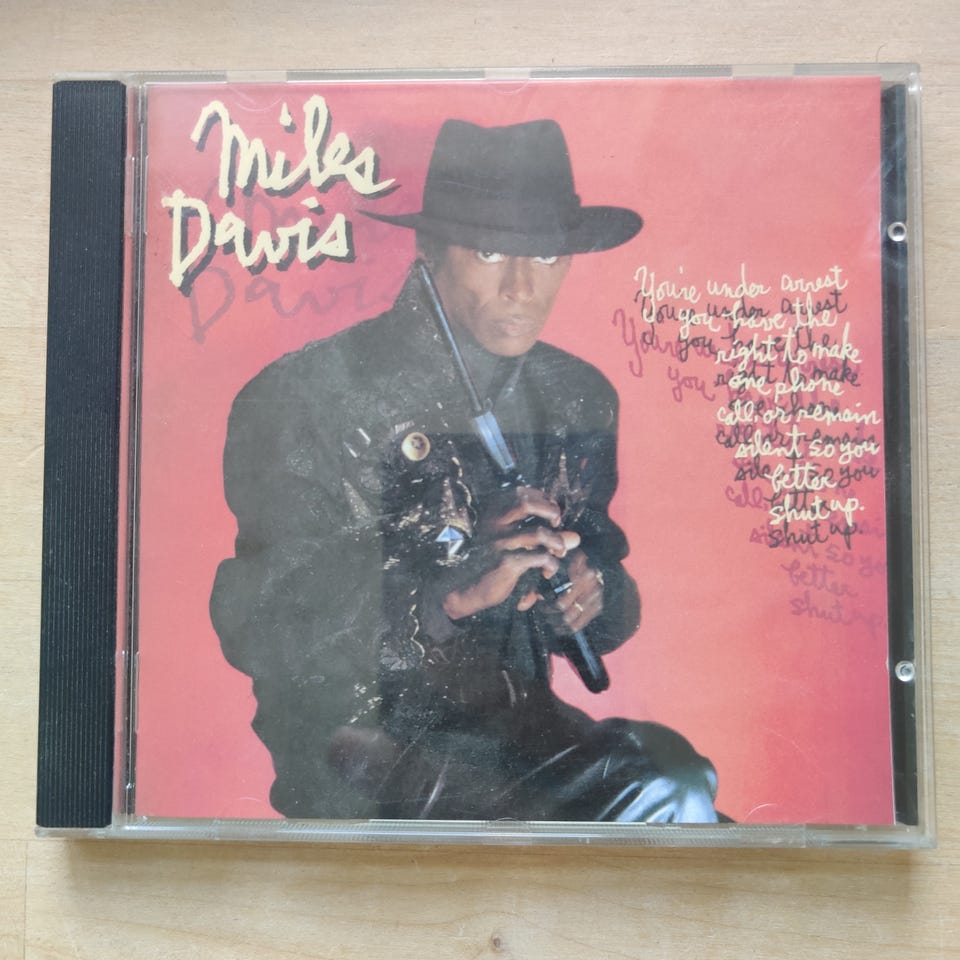 Miles
Davis
You're under arrest
you have the
right to make
one phone
call, or remain
silent so you
better
shut up.